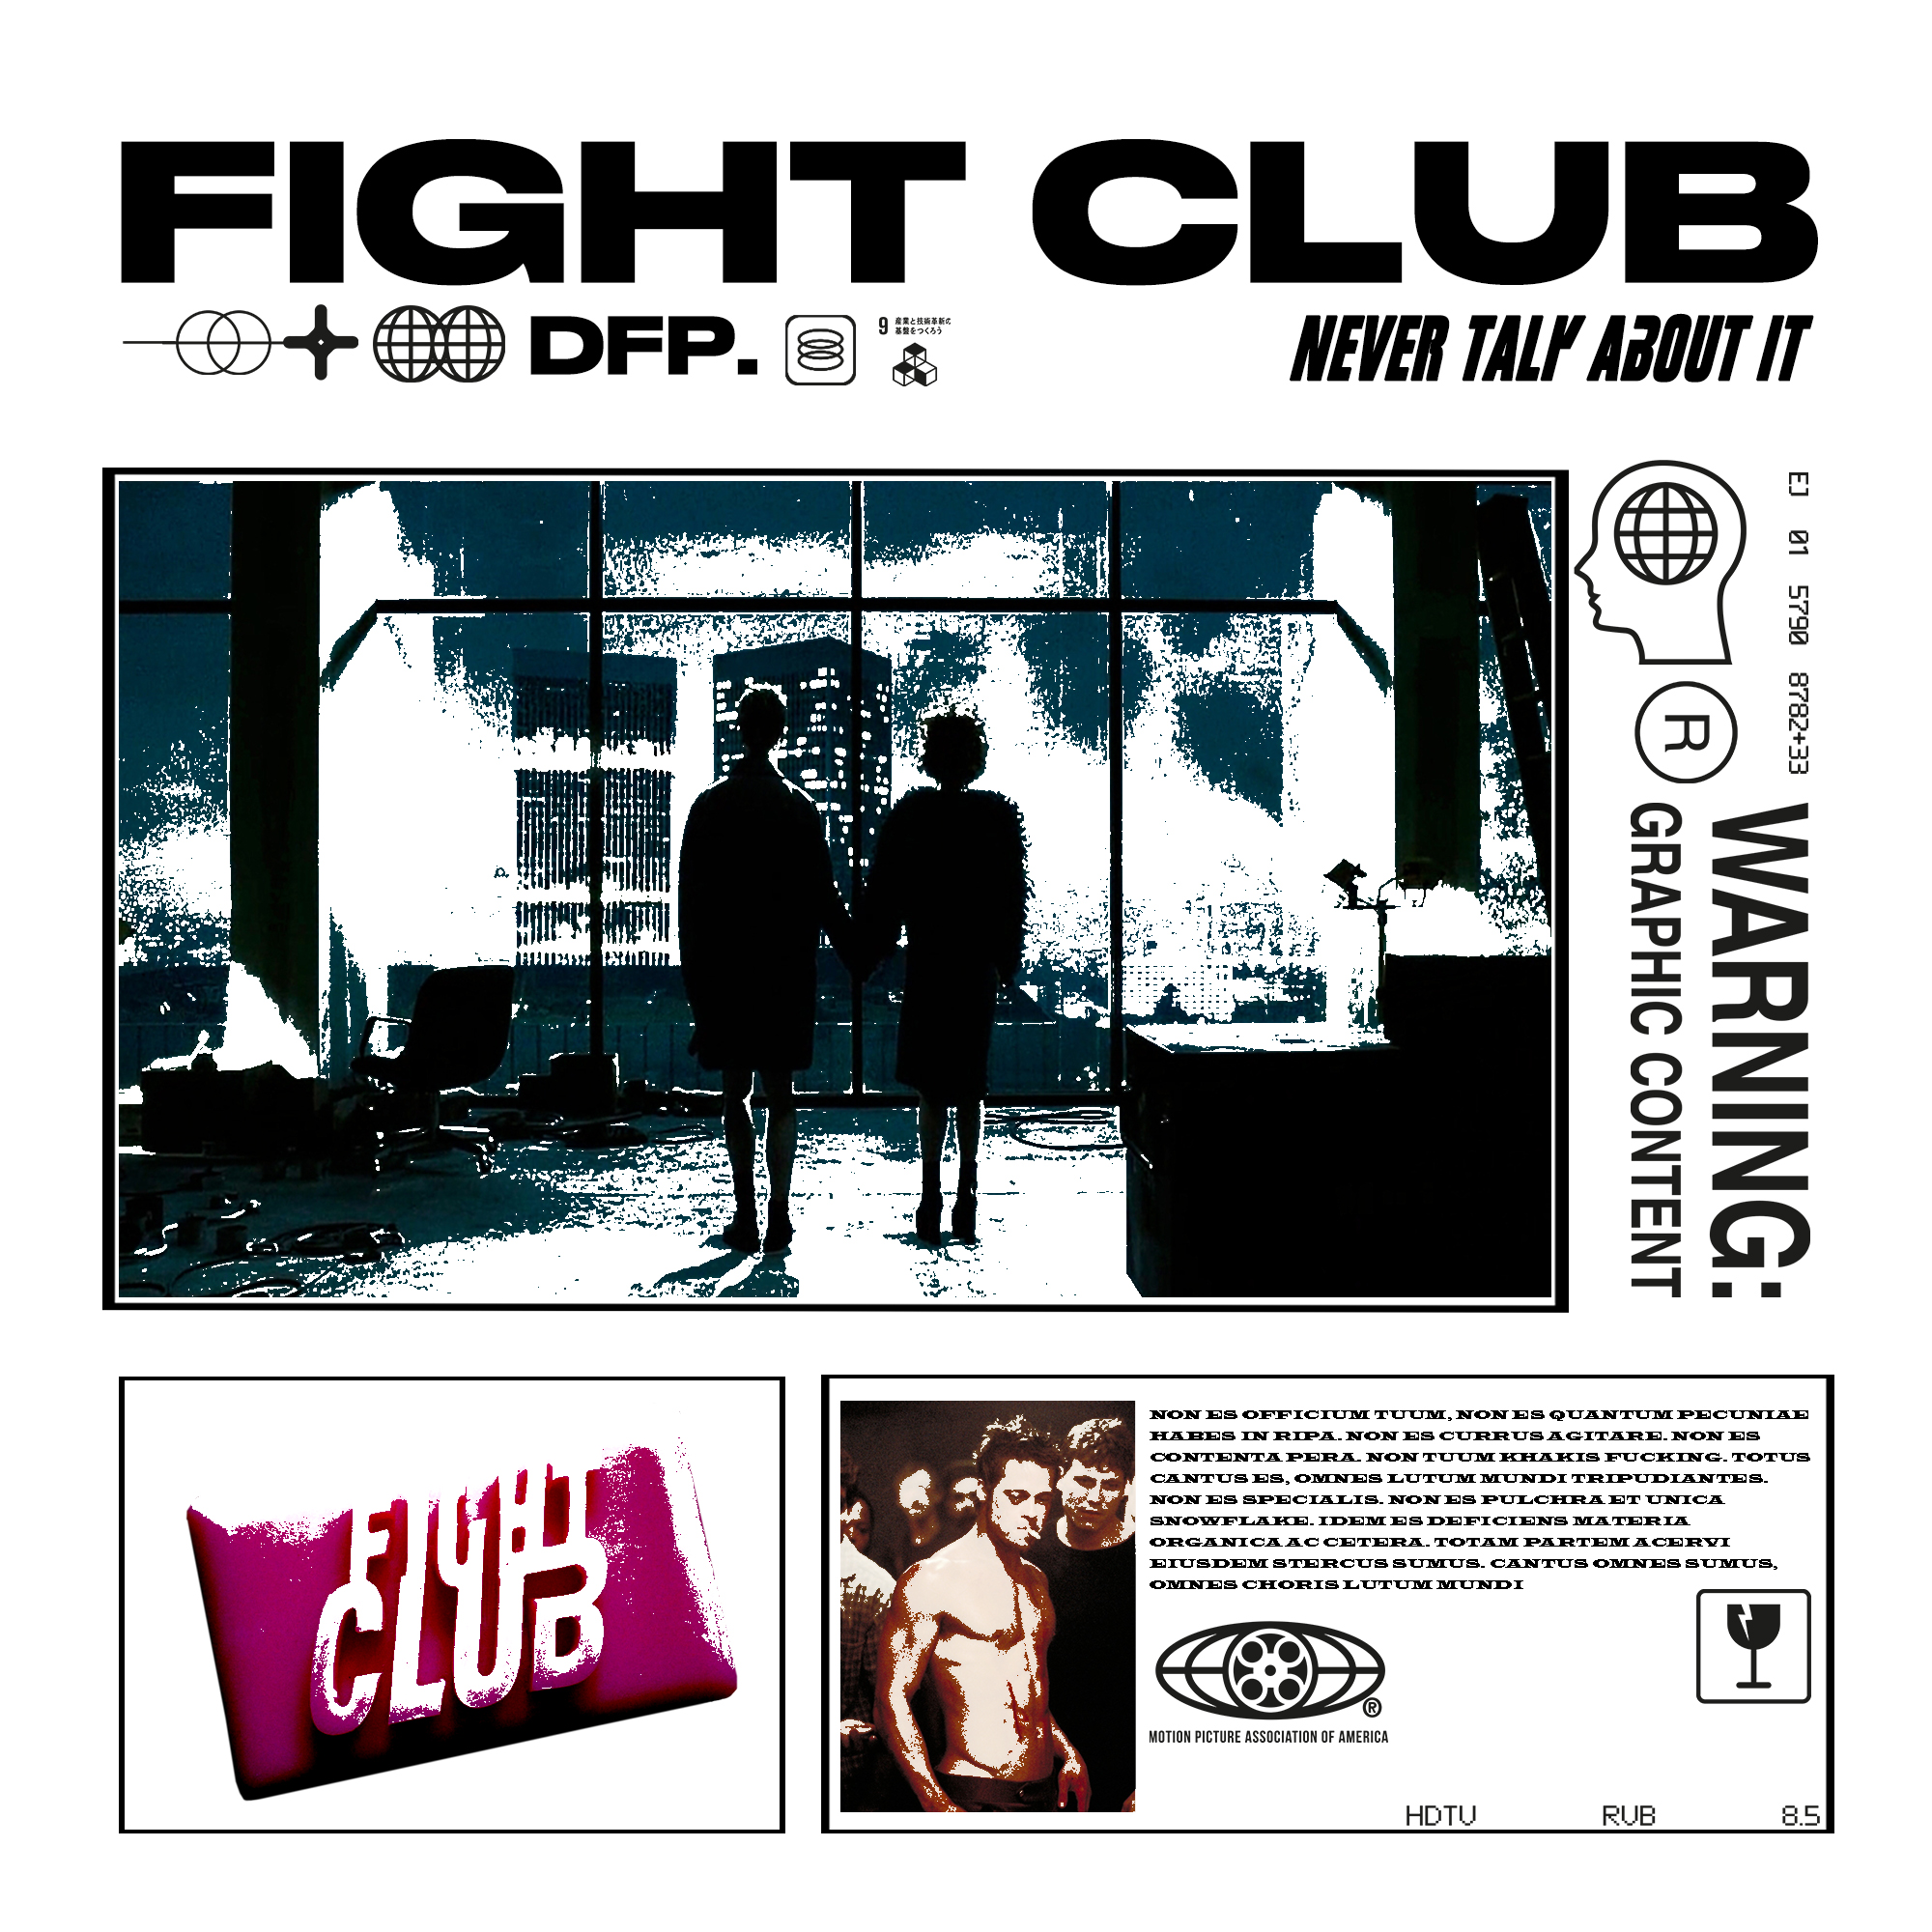 FIGHT CLUB
DFP.
9 産業と技術革新の
基盤をつくろう
NEVER TALK ABOUT IT
EJ 01 5790 8782+33
R
WARNING:
GRAPHIC CONTENT
FIGHT
CLUB
NON ES OFFICIUM TUUM, NON ES QUANTUM PECUNIAE
HABES IN RIPA. NON ES CURRUS AGITARE. NON ES
CONTENTA PERA. NON TUUM KHAKIS FUCKING. TOTUS
CANTUS ES, OMNES LUTUM MUNDI TRIPUDIANTES.
NON ES SPECIALIS. NON ES PULCHRA ET UNICA
SNOWFLAKE. IDEM ES DEFICIENS MATERIA
ORGANICA AC CETERA. TOTAM PARTEM ACERVI
EIUSDEM STERCUS SUMUS. CANTUS OMNES SUMUS,
OMNES CHORIS LUTUM MUNDI
®
MOTION PICTURE ASSOCIATION OF AMERICA
HDTV RVB 8.5